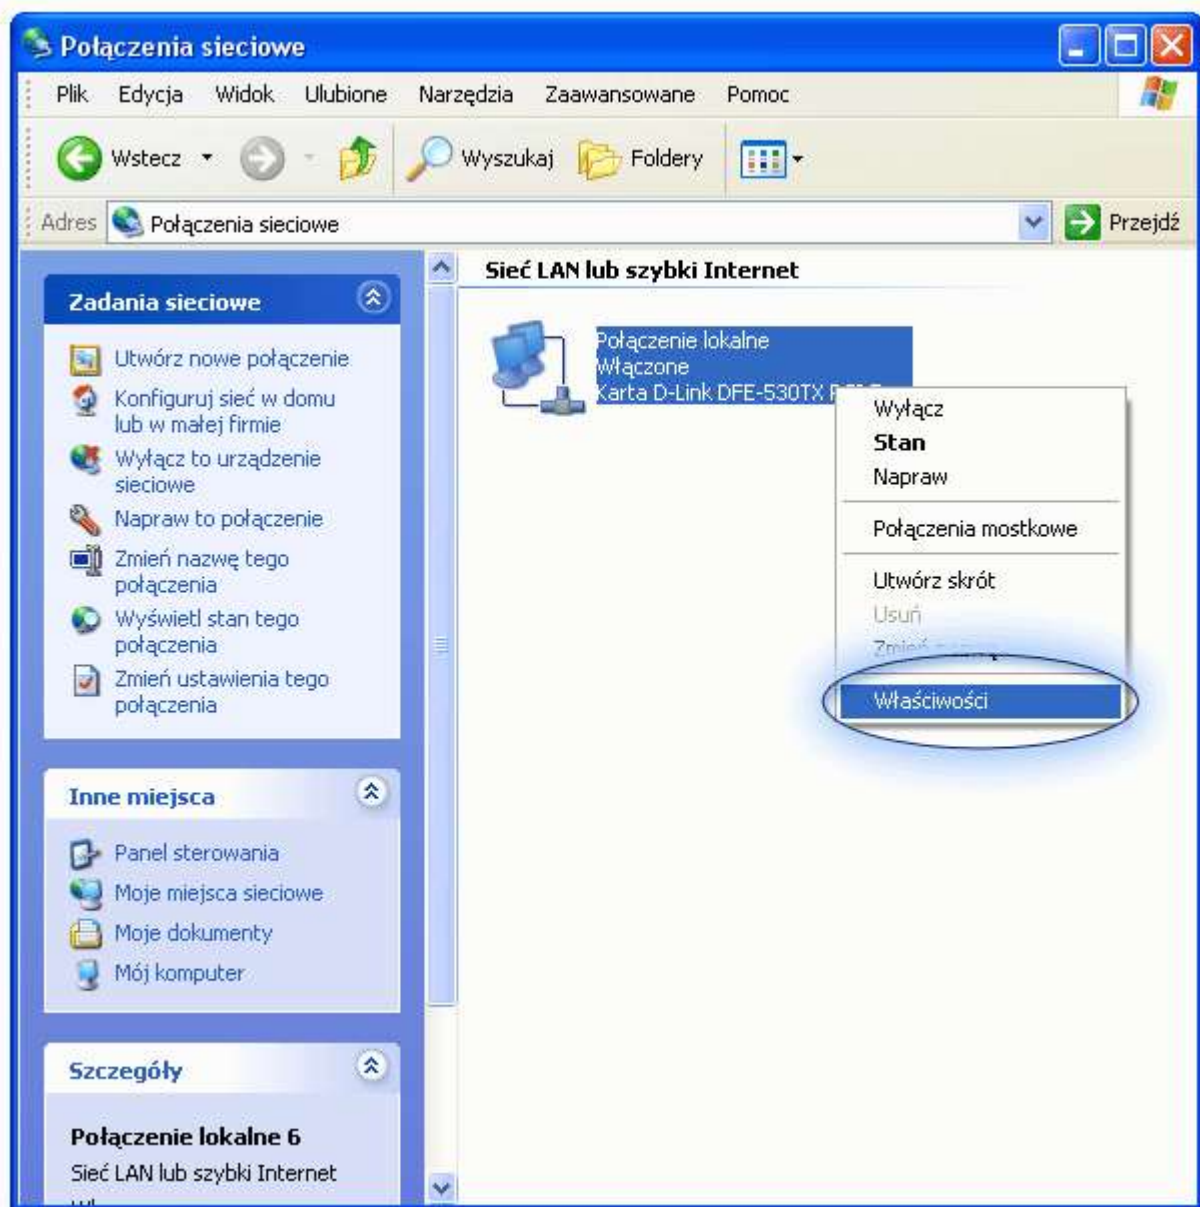 Połączenia sieciowe
Plik Edycja Widok Ulubione Narzędzia Zaawansowane Pomoc
Wstecz Wyszukaj Foldery
Adres Połączenia sieciowe Przejdź
Zadania sieciowe
Utwórz nowe połączenie
Konfiguruj sieć w domu
lub w małej firmie
Wyłącz to urządzenie
sieciowe
Napraw to połączenie
Zmień nazwę tego
połączenia
Wyświetl stan tego
połączenia
Zmień ustawienia tego
połączenia
Inne miejsca
Panel sterowania
Moje miejsca sieciowe
Moje dokumenty
Mój komputer
Szczegóły
Połączenie lokalne 6
Sieć LAN lub szybki Internet
Sieć LAN lub szybki Internet
Połączenie lokalne
Włączone
Karta D-Link DFE-530TX
Wyłącz
Stan
Napraw
Połączenia mostkowe
Utwórz skrót
Usuń
Zmień
Właściwości